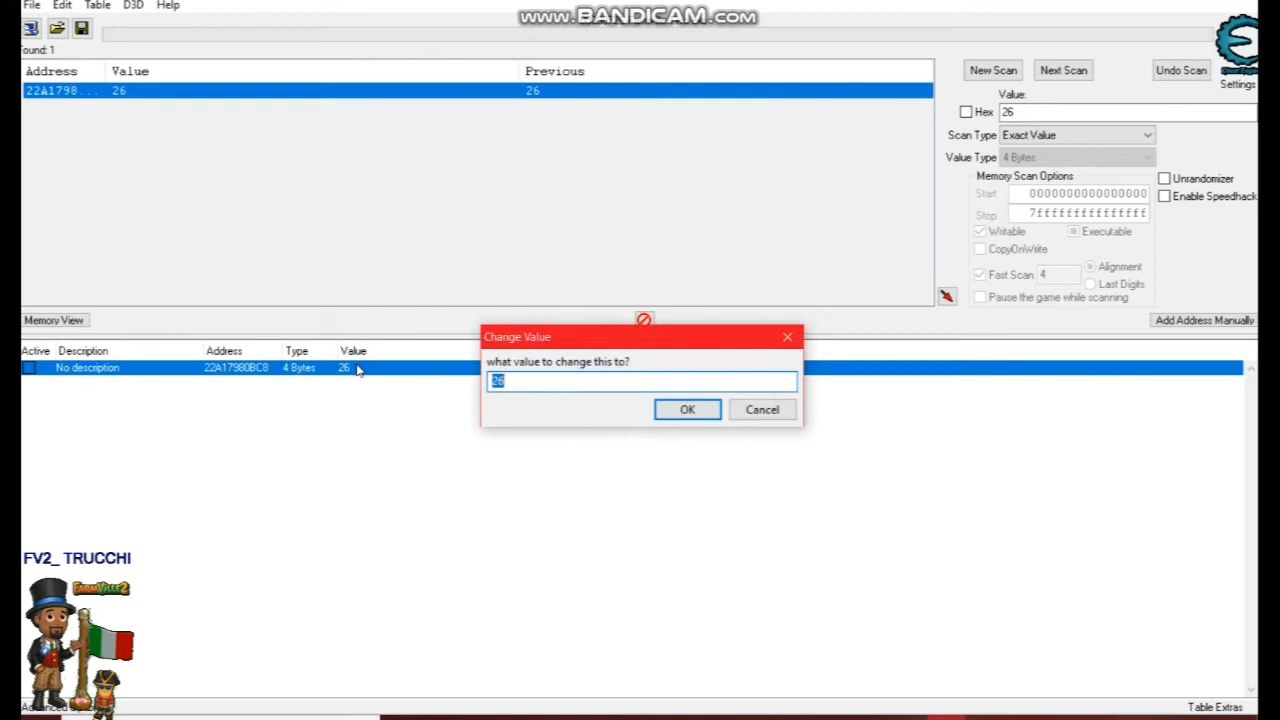 www.BANDICAM.com
File Edit Table D3D Help
Found: 1
Address Value Previous
22A1798... 26 26
New Scan Next Scan Undo Scan
Settings
Value:
Hex 26
Scan Type Exact Value
Value Type 4 Bytes
Memory Scan Options
Start 0000000000000000
Stop 7fffffffffffffff
Writable Executable
CopyOnWrite
Fast Scan 4 Alignment
Last Digits
Pause the game while scanning
Unrandomizer
Enable Speedhack
Memory View
Add Address Manually
Active Description Address Type Value
No description 22A17980BC8 4 Bytes 26
Change Value
what value to change this to?
26
OK Cancel
FV2_ TRUCCHI
FARMVILLE2
Table Extras